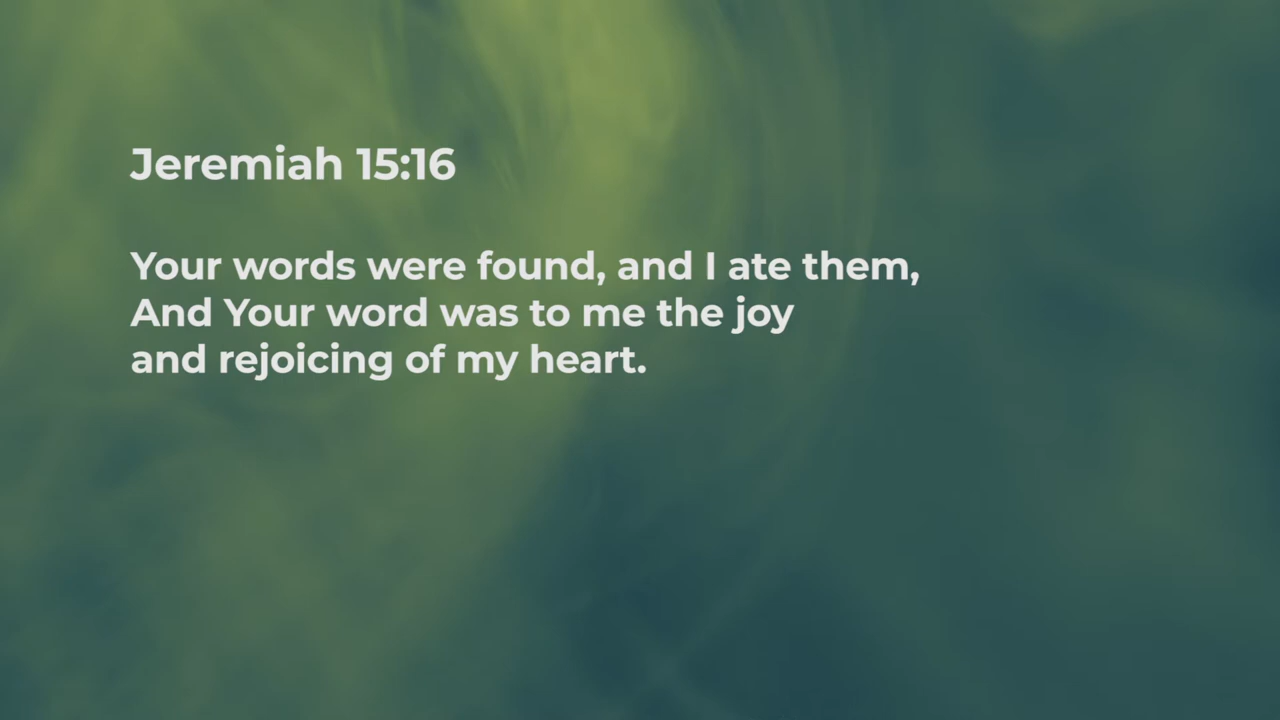 Jeremiah 15:16
Your words were found, and I ate them,
And Your word was to me the joy
and rejoicing of my heart.